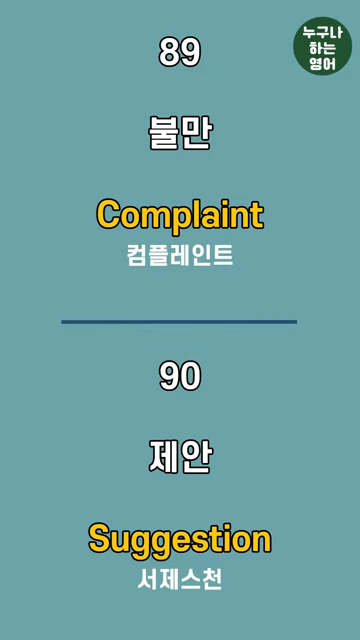 89
누구나
하는
영어
불만
Complaint
컴플레인트
90
제안
Suggestion
서제스천